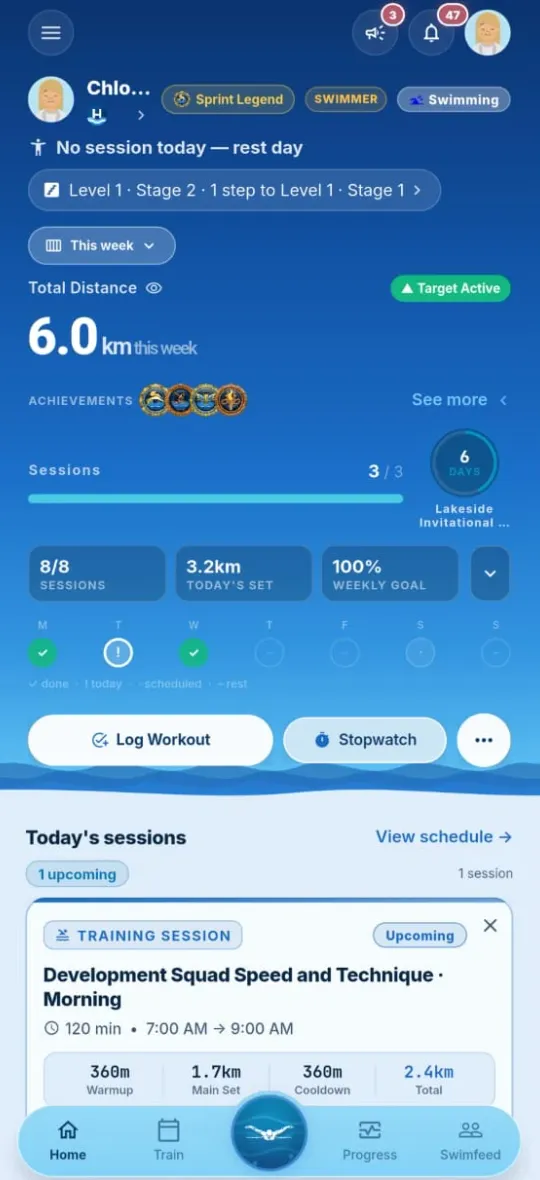 3
47
Chlo... Sprint Legend SWIMMER Swimming
H
No session today — rest day
Level 1 · Stage 2 · 1 step to Level 1 · Stage 1
This week
Total Distance Target Active
6.0 km this week
ACHIEVEMENTS See more
Sessions 3 / 3
6
DAYS
Lakeside
Invitational ...
8/8
SESSIONS
3.2km
TODAY'S SET
100%
WEEKLY GOAL
M T W T F S S
!
✓ done · ! today · · scheduled · – rest
Log Workout Stopwatch
Today's sessions View schedule →
1 upcoming 1 session
TRAINING SESSION Upcoming
Development Squad Speed and Technique ·
Morning
120 min • 7:00 AM → 9:00 AM
360m 1.7km 360m 2.4km
Warmup Main Set Cooldown Total
Home Train Progress Swimfeed